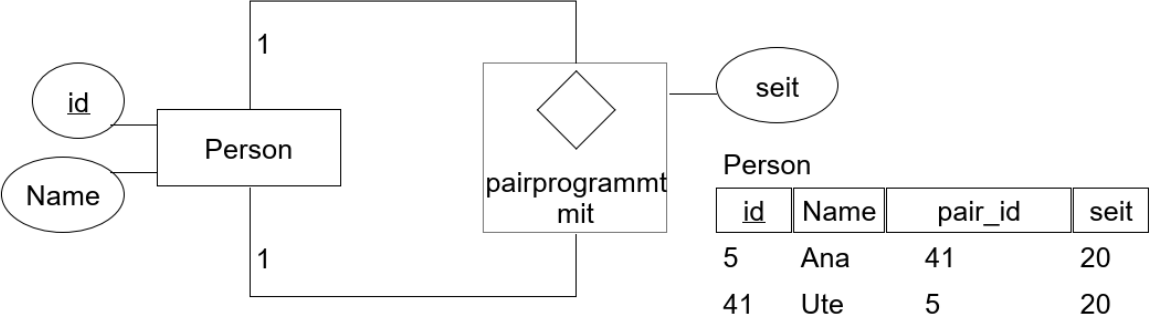 1
id
seit
Person
Name
pairprogrammt
mit
1
Person
id Name pair_id seit
5 Ana 41 20
41 Ute 5 20